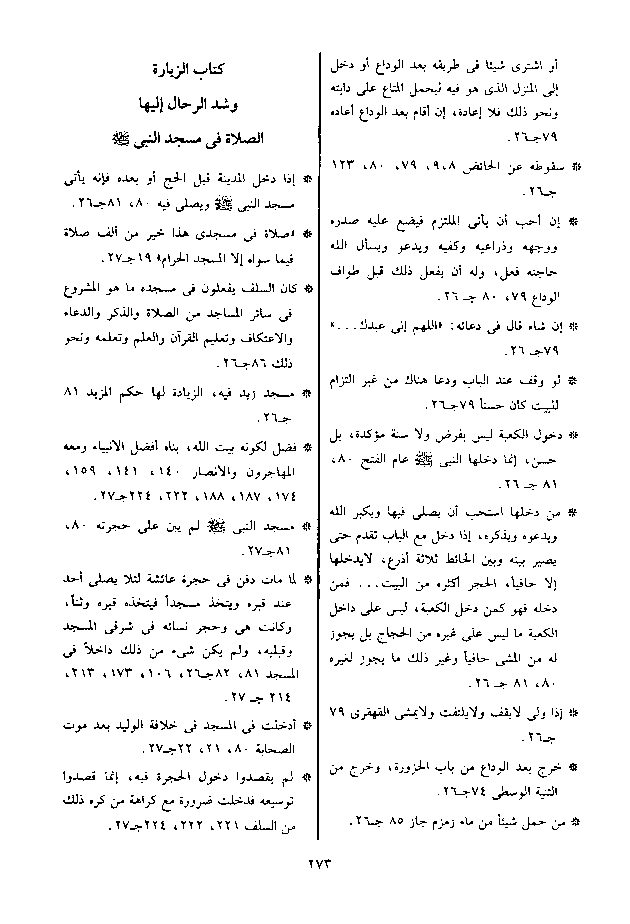 أو اشترى شيئا فى طريقه بعد الوداع أو دخل
إلى المنزل الذى هو فيه ليحمل المتاع على دابته
ونحو ذلك فلا إعادة، إن أقام بعد الوداع أعاده
٧٩جـ٢٦.
* سقوطه عن الحائض ٩،٨، ٧٩، ٨٠، ١٢٣
جـ٢٦.
* إن أحب أن يأتى الملتزم فيضع عليه صدره
ووجهه وذراعيه وكفيه ويدعو ويسأل الله
حاجته فعل، وله أن يفعل ذلك قبل طواف
الوداع ٧٩، ٨٠ جـ ٢٦.
* إن شاء قال فى دعائه: «اللهم إنى عبدك...»
٧٩جـ ٢٦.
* لو وقف عند الباب ودعا هناك من غير التزام
للبيت كان حسناً ٧٩جـ٢٦.
* دخول الكعبة ليس بفرض ولا سنة مؤكدة، بل
حسن، إنما دخلها النبى ﷺ عام الفتح ٨٠،
٨١ جـ ٢٦.
* من دخلها استحب أن يصلى فيها ويكبر الله
ويدعوه ويذكره، إذا دخل مع الباب تقدم حتى
يصير بينه وبين الحائط ثلاثة أذرع، لايدخلها
إلا حافياً، الحجر أكثره من البيت... فمن
دخله فهو كمن دخل الكعبة، ليس على داخل
الكعبة ما ليس على غيره من الحجاج بل يجوز
له من المشى حافياً وغير ذلك ما يجوز لغيره
٨٠، ٨١ جـ ٢٦.
* إذا ولى لايقف ولايلتفت ولايمشى القهقرى ٧٩
جـ٢٦.
* خرج بعد الوداع من باب الحزورة، وخرج من
الثنية الوسطى ٧٤جـ٢٦.
* من حمل شيئاً من ماء زمزم جاز ٨٥ جـ٢٦.
كتاب الزيارة
وشد الرحال إليها
الصلاة فى مسجد النبى ﷺ
* إذا دخل المدينة قبل الحج أو بعده فإنه يأتى
مسجد النبى ﷺ ويصلى فيه ٨٠، ٨١جـ٢٦.
* «صلاة فى مسجدى هذا خير من ألف صلاة
فيما سواه إلا المسجد الحرام» ١٩جـ٢٧.
* كان السلف يفعلون فى مسجده ما هو المشروع
فى سائر المساجد من الصلاة والذكر والدعاء
والاعتكاف وتعليم القرآن والعلم وتعلمه ونحو
ذلك ٨٦جـ٢٦.
* مسجد زيد فيه، الزيادة لها حكم المزيد ٨١
جـ٢٦.
* فضل لكونه بيت الله، بناه أفضل الأنبياء ومعه
المهاجرون والأنصار ١٤٠، ١٤١، ١٥٩،
١٧٤، ١٨٧، ١٨٨، ٢٢٢، ٢٢٤جـ٢٧.
* مسجد النبى ﷺ لم يبن على حجرته ٨٠،
٨١جـ٢٧.
* لما مات دفن فى حجرة عائشة لئلا يصلى أحد
عند قبره ويتخذ مسجداً فيتخذه قبره وثناً،
وكانت هى وحجر نسائه فى شرقى المسجد
وقبليه، ولم يكن شىء من ذلك داخلاً فى
المسجد ٨١، ٨٢جـ٢٦، ١٠٦، ١٧٣، ٢١٣،
٢١٤ جـ ٢٧.
* أدخلت فى المسجد فى خلافة الوليد بعد موت
الصحابة ٨٠، ٢١، ٢٢جـ٢٧.
* لم يقصدوا دخول الحجرة فيه، إنما قصدوا
توسيعه فدخلت ضرورة مع كراهة من كره ذلك
من السلف ٢٢١، ٢٢٢، ٢٢٤جـ٢٧.
٢٧٣